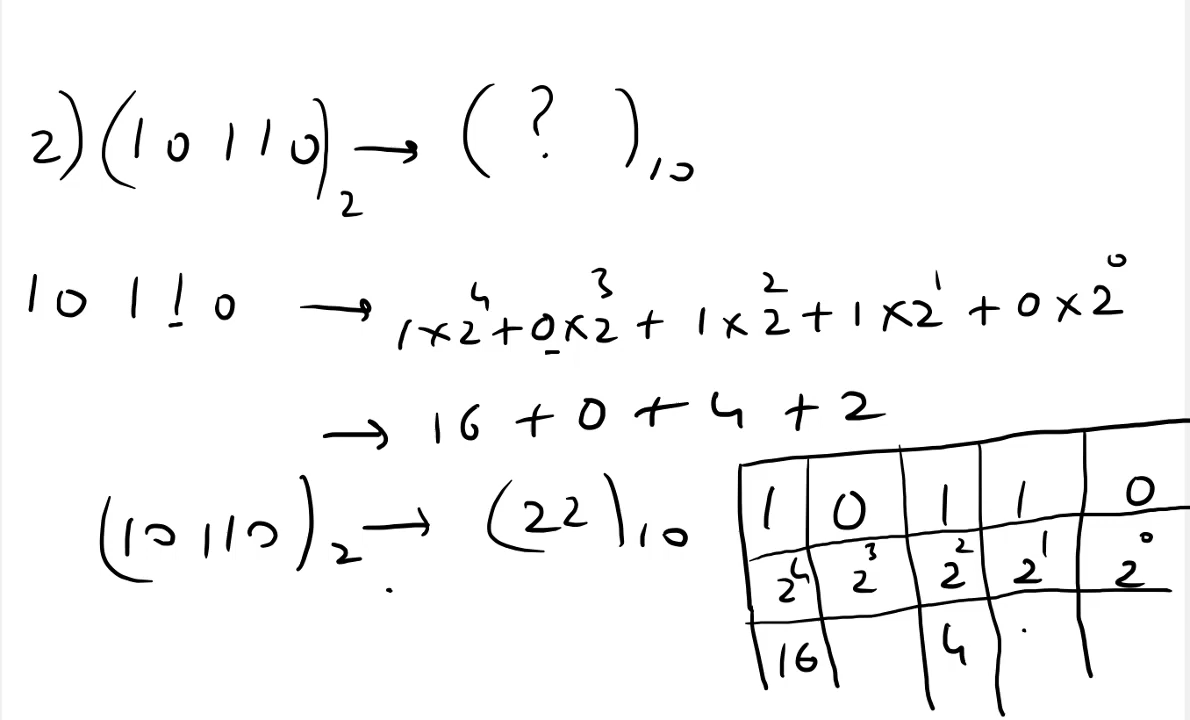 2) (10110)₂ → ( ? )₁₀
10110 → 1×2⁴+0×2³+1×2²+1×2¹+0×2⁰
→ 16+0+4+2
(10110)₂ → (22)₁₀
1 0 1 1 0
2⁴ 2³ 2² 2¹ 2⁰
16 4